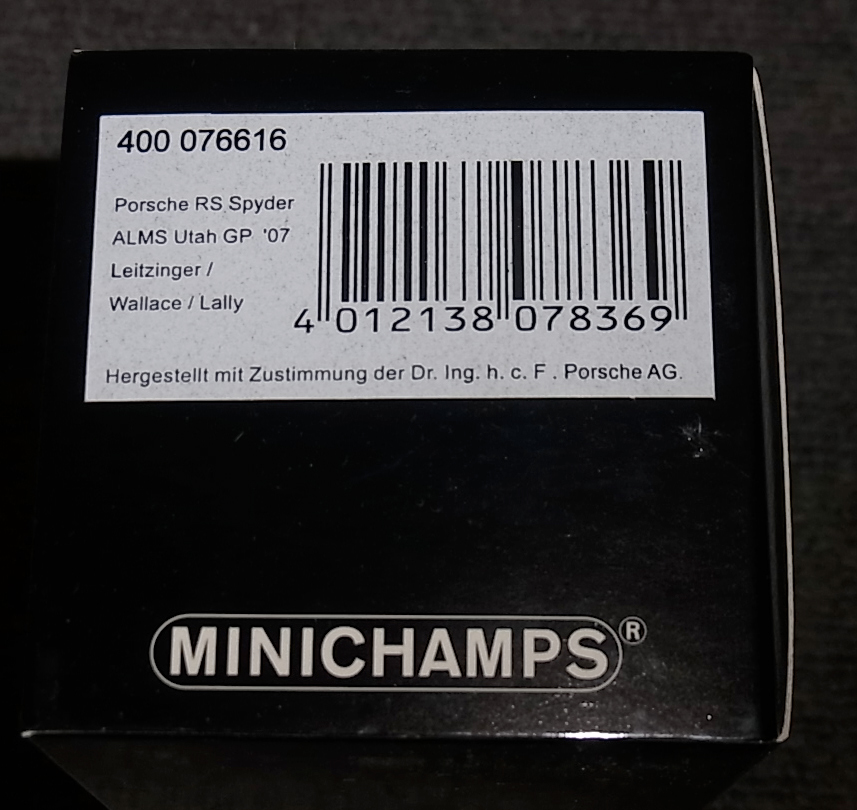 400 076616
Porsche RS Spyder
ALMS Utah GP '07
Leitzinger /
Wallace / Lally
4 012138 078369
Hergestellt mit Zustimmung der Dr. Ing. h. c. F . Porsche AG.
MINICHAMPS®